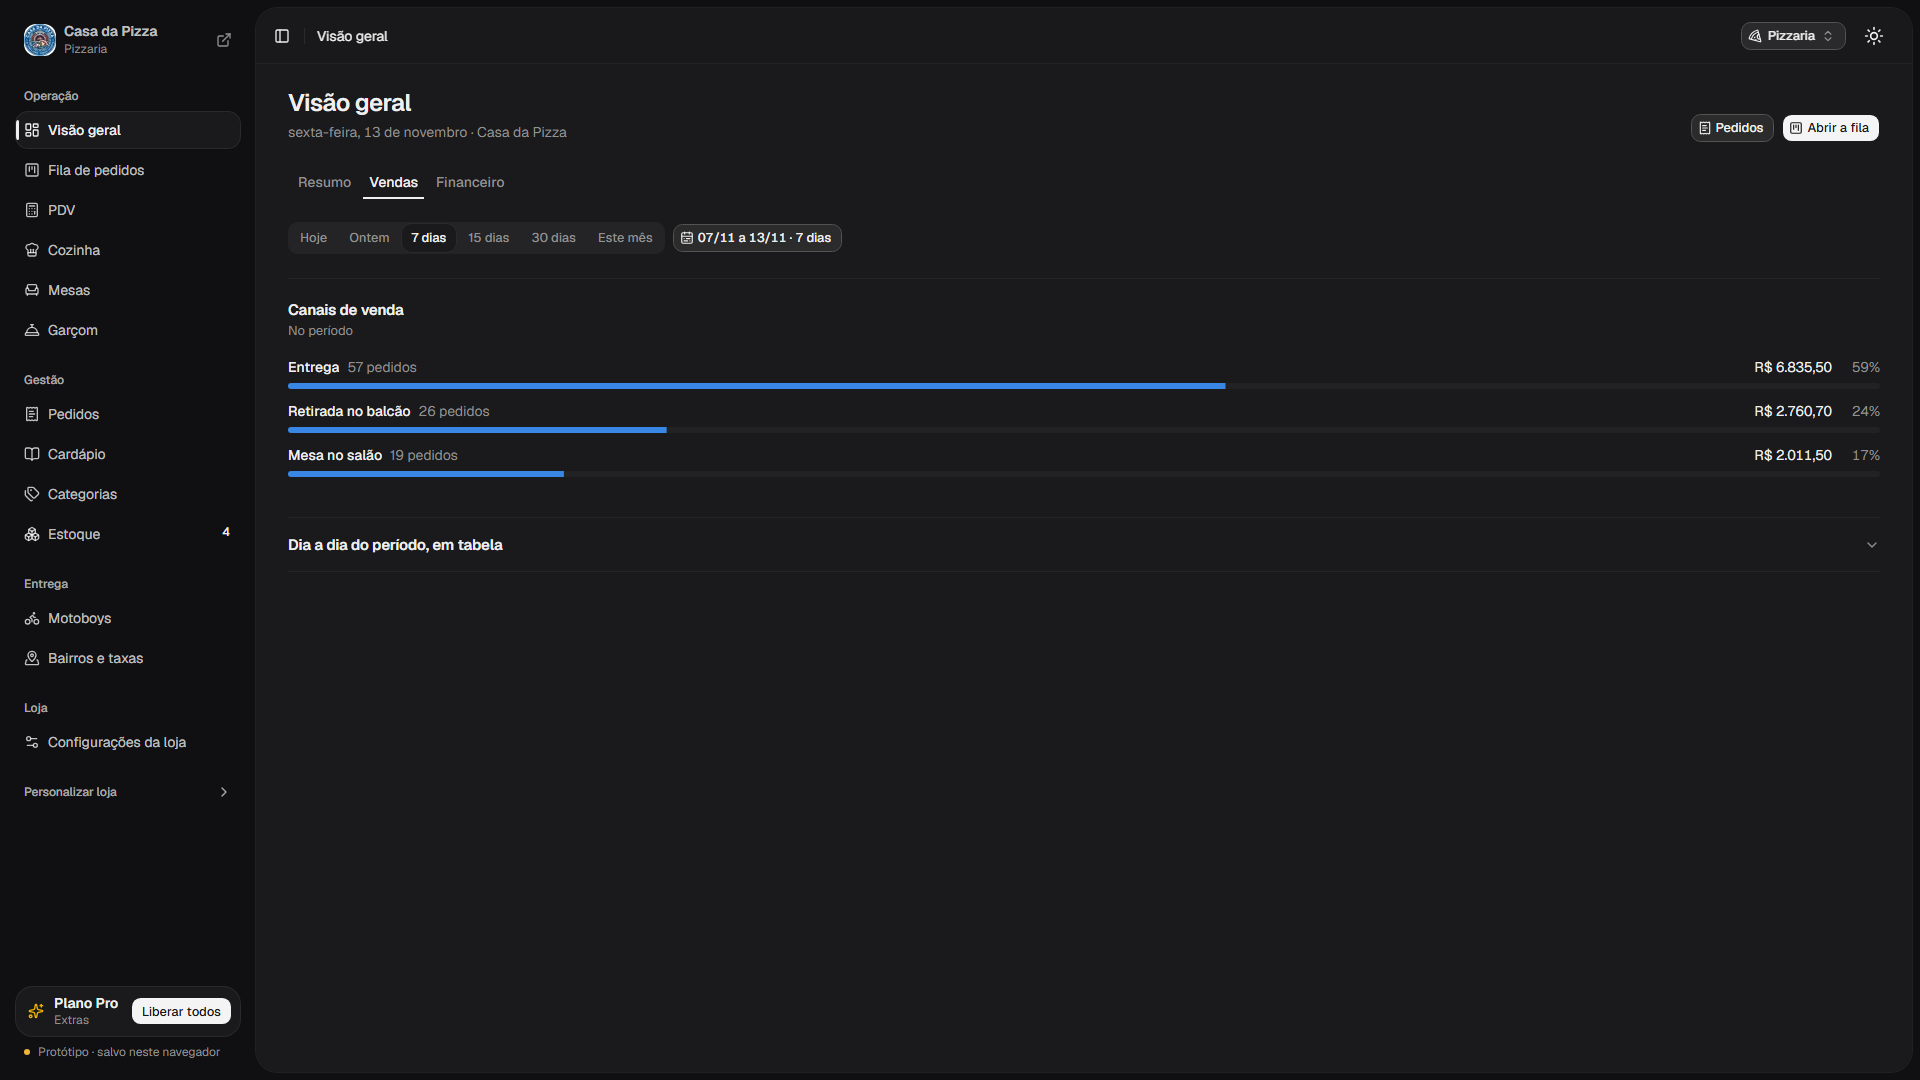 Casa da Pizza
Pizzaria
Operação
Visão geral
Fila de pedidos
PDV
Cozinha
Mesas
Garçom
Gestão
Pedidos
Cardápio
Categorias
Estoque 4
Entrega
Motoboys
Bairros e taxas
Loja
Configurações da loja
Personalizar loja
Plano Pro
Extras
Liberar todos
Protótipo · salvo neste navegador
Visão geral
Pizzaria
Visão geral
sexta-feira, 13 de novembro · Casa da Pizza
Pedidos
Abrir a fila
Resumo Vendas Financeiro
Hoje Ontem 7 dias 15 dias 30 dias Este mês 07/11 a 13/11 · 7 dias
Canais de venda
No período
Entrega 57 pedidos R$ 6.835,50 59%
Retirada no balcão 26 pedidos R$ 2.760,70 24%
Mesa no salão 19 pedidos R$ 2.011,50 17%
Dia a dia do período, em tabela